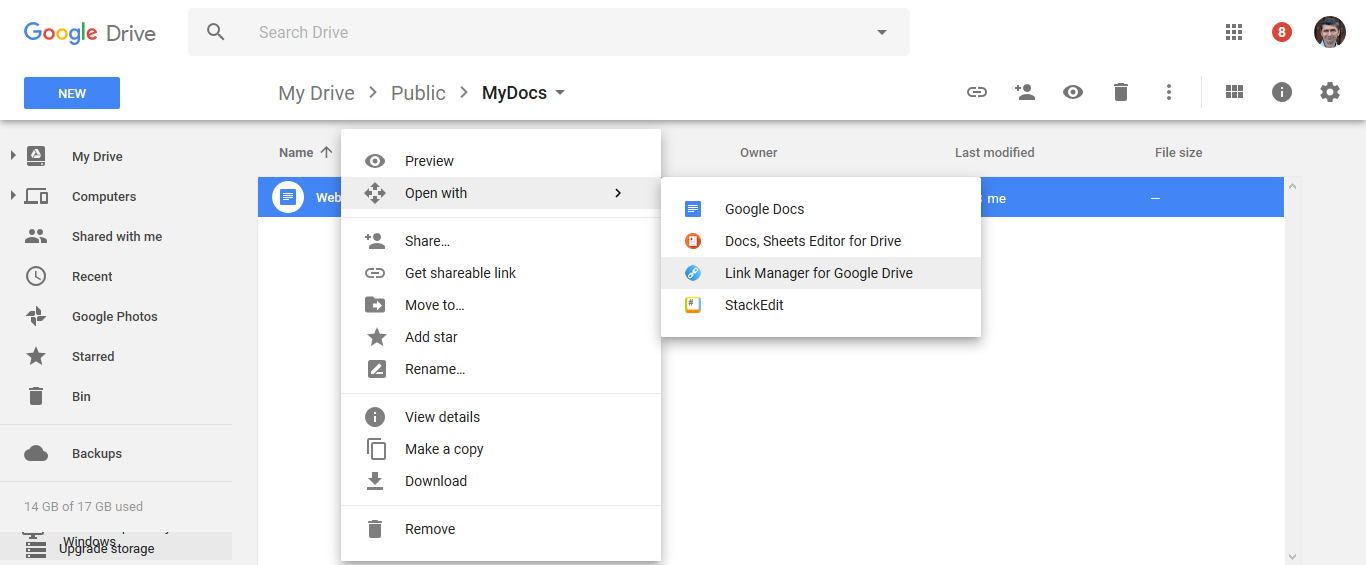 Google Drive
Search Drive
8
NEW
My Drive > Public > MyDocs
My Drive
Computers
Shared with me
Recent
Google Photos
Starred
Bin
Backups
14 GB of 17 GB used
Windows
Upgrade storage
Name
Owner
Last modified
File size
Web
me
—
Preview
Open with
Share...
Get shareable link
Move to...
Add star
Rename...
View details
Make a copy
Download
Remove
Google Docs
Docs, Sheets Editor for Drive
Link Manager for Google Drive
StackEdit